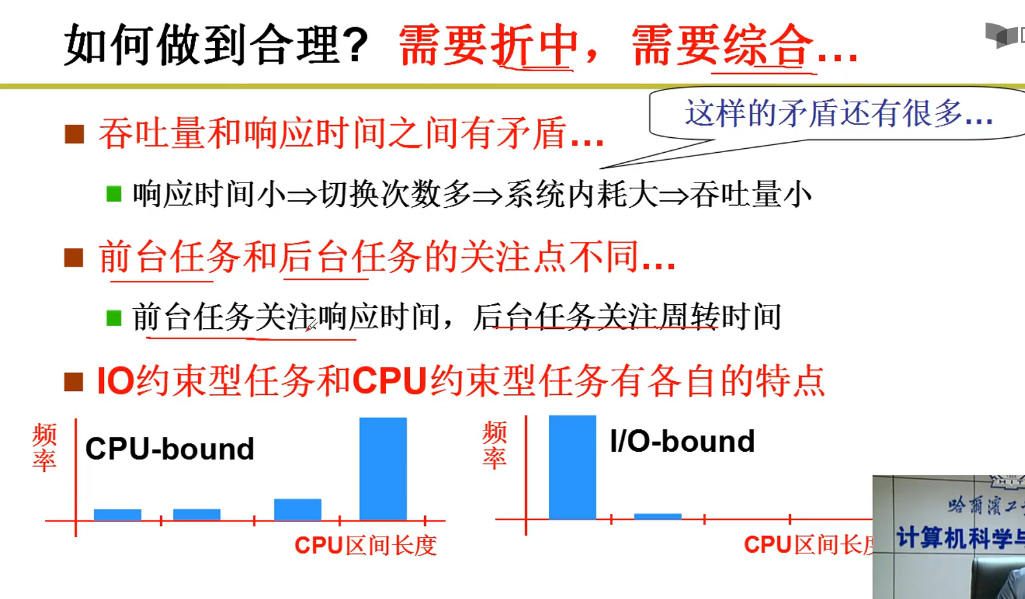 如何做到合理？需要折中，需要综合…
这样的矛盾还有很多…
吞吐量和响应时间之间有矛盾…
响应时间小⇒切换次数多⇒系统内耗大⇒吞吐量小
前台任务和后台任务的关注点不同…
前台任务关注响应时间，后台任务关注周转时间
IO约束型任务和CPU约束型任务有各自的特点
频率
CPU-bound
CPU区间长度
频率
I/O-bound
CPU区间长度
哈爾濱工
计算机科学与